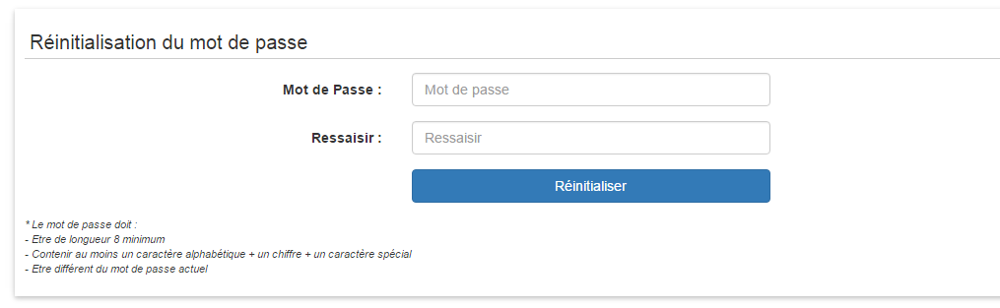 Réinitialisation du mot de passe
Mot de Passe : Mot de passe
Ressaisir : Ressaisir
Réinitialiser
* Le mot de passe doit :
- Etre de longueur 8 minimum
- Contenir au moins un caractère alphabétique + un chiffre + un caractère spécial
- Etre différent du mot de passe actuel